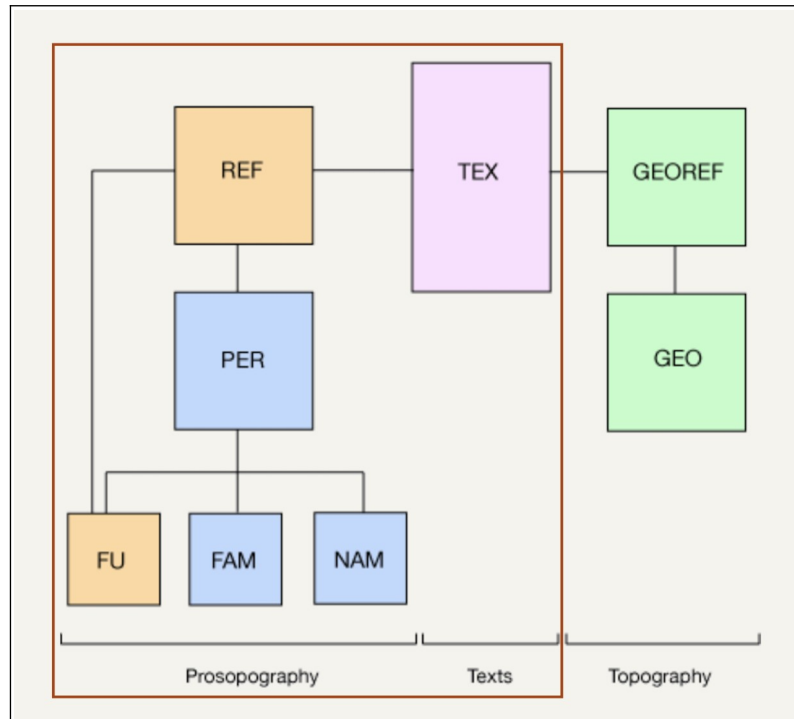 REF
TEX
GEOREF
PER
GEO
FU
FAM
NAM
Prosopography
Texts
Topography